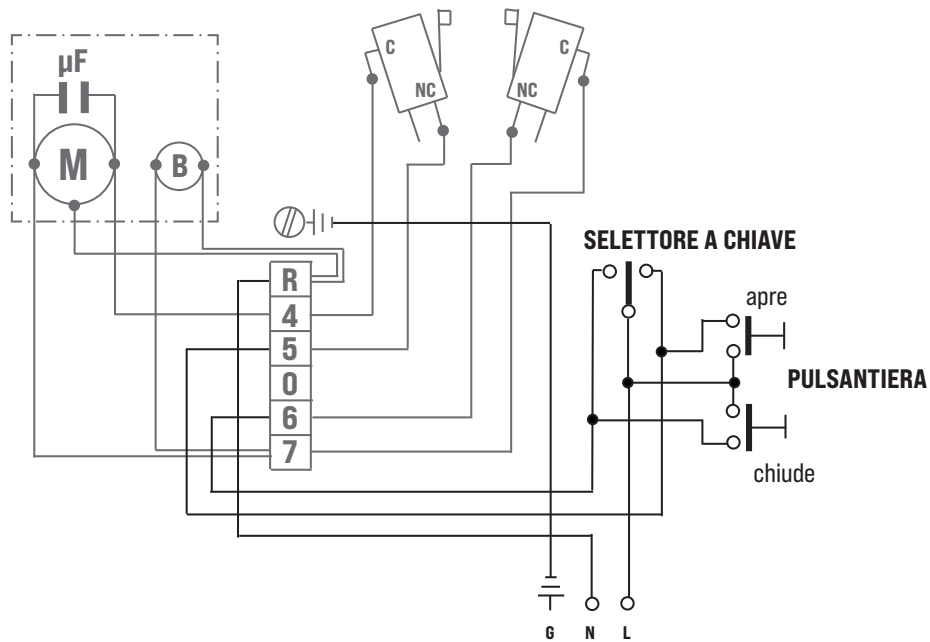 µF
M
B
C
NC
C
NC
R
4
5
0
6
7
SELETTORE A CHIAVE
apre
PULSANTIERA
chiude
G N L